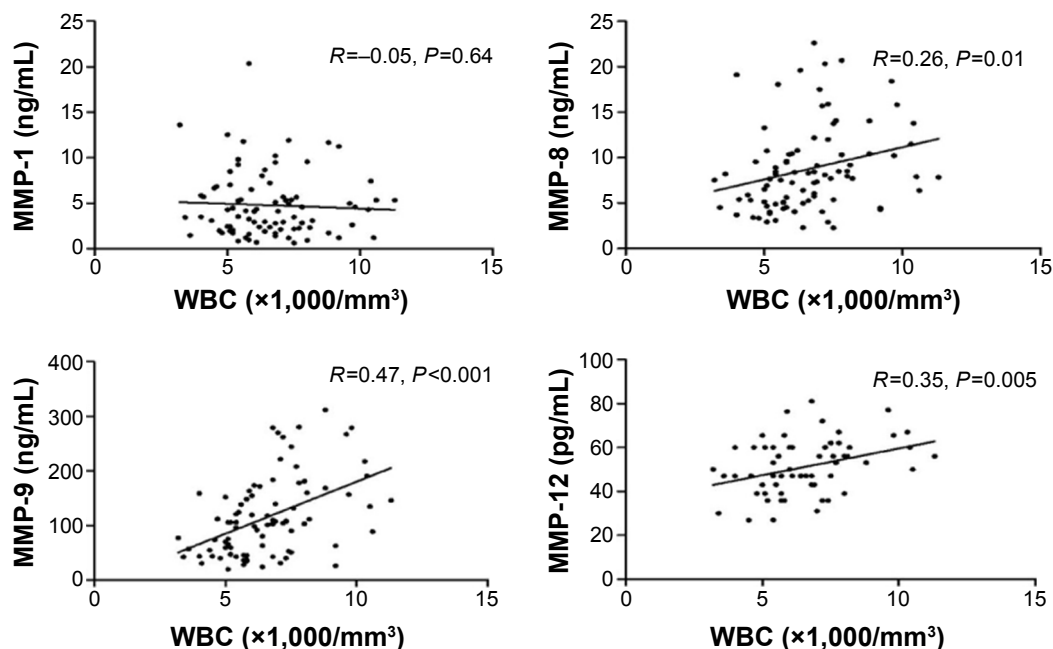 MMP-1 (ng/mL)
25
20
15
10
5
0
R=–0.05, P=0.64
0 5 10 15
WBC (×1,000/mm³)
MMP-8 (ng/mL)
25
20
15
10
5
0
R=0.26, P=0.01
0 5 10 15
WBC (×1,000/mm³)
MMP-9 (ng/mL)
400
300
200
100
0
R=0.47, P<0.001
0 5 10 15
WBC (×1,000/mm³)
MMP-12 (pg/mL)
100
80
60
40
20
0
R=0.35, P=0.005
0 5 10 15
WBC (×1,000/mm³)